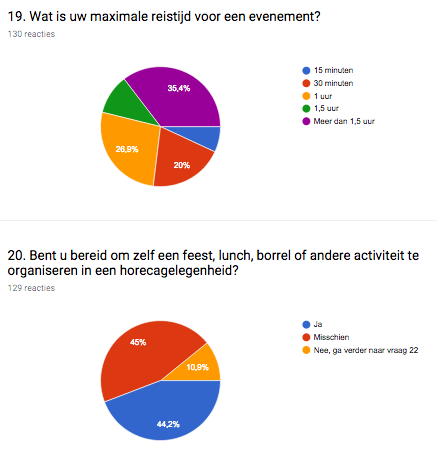 19. Wat is uw maximale reistijd voor een evenement?
130 reacties
15 minuten
30 minuten
1 uur
1,5 uur
Meer dan 1,5 uur
35,4%
26,9%
20%
20. Bent u bereid om zelf een feest, lunch, borrel of andere activiteit te
organiseren in een horecagelegenheid?
129 reacties
Ja
Misschien
Nee, ga verder naar vraag 22
45%
10,9%
44,2%